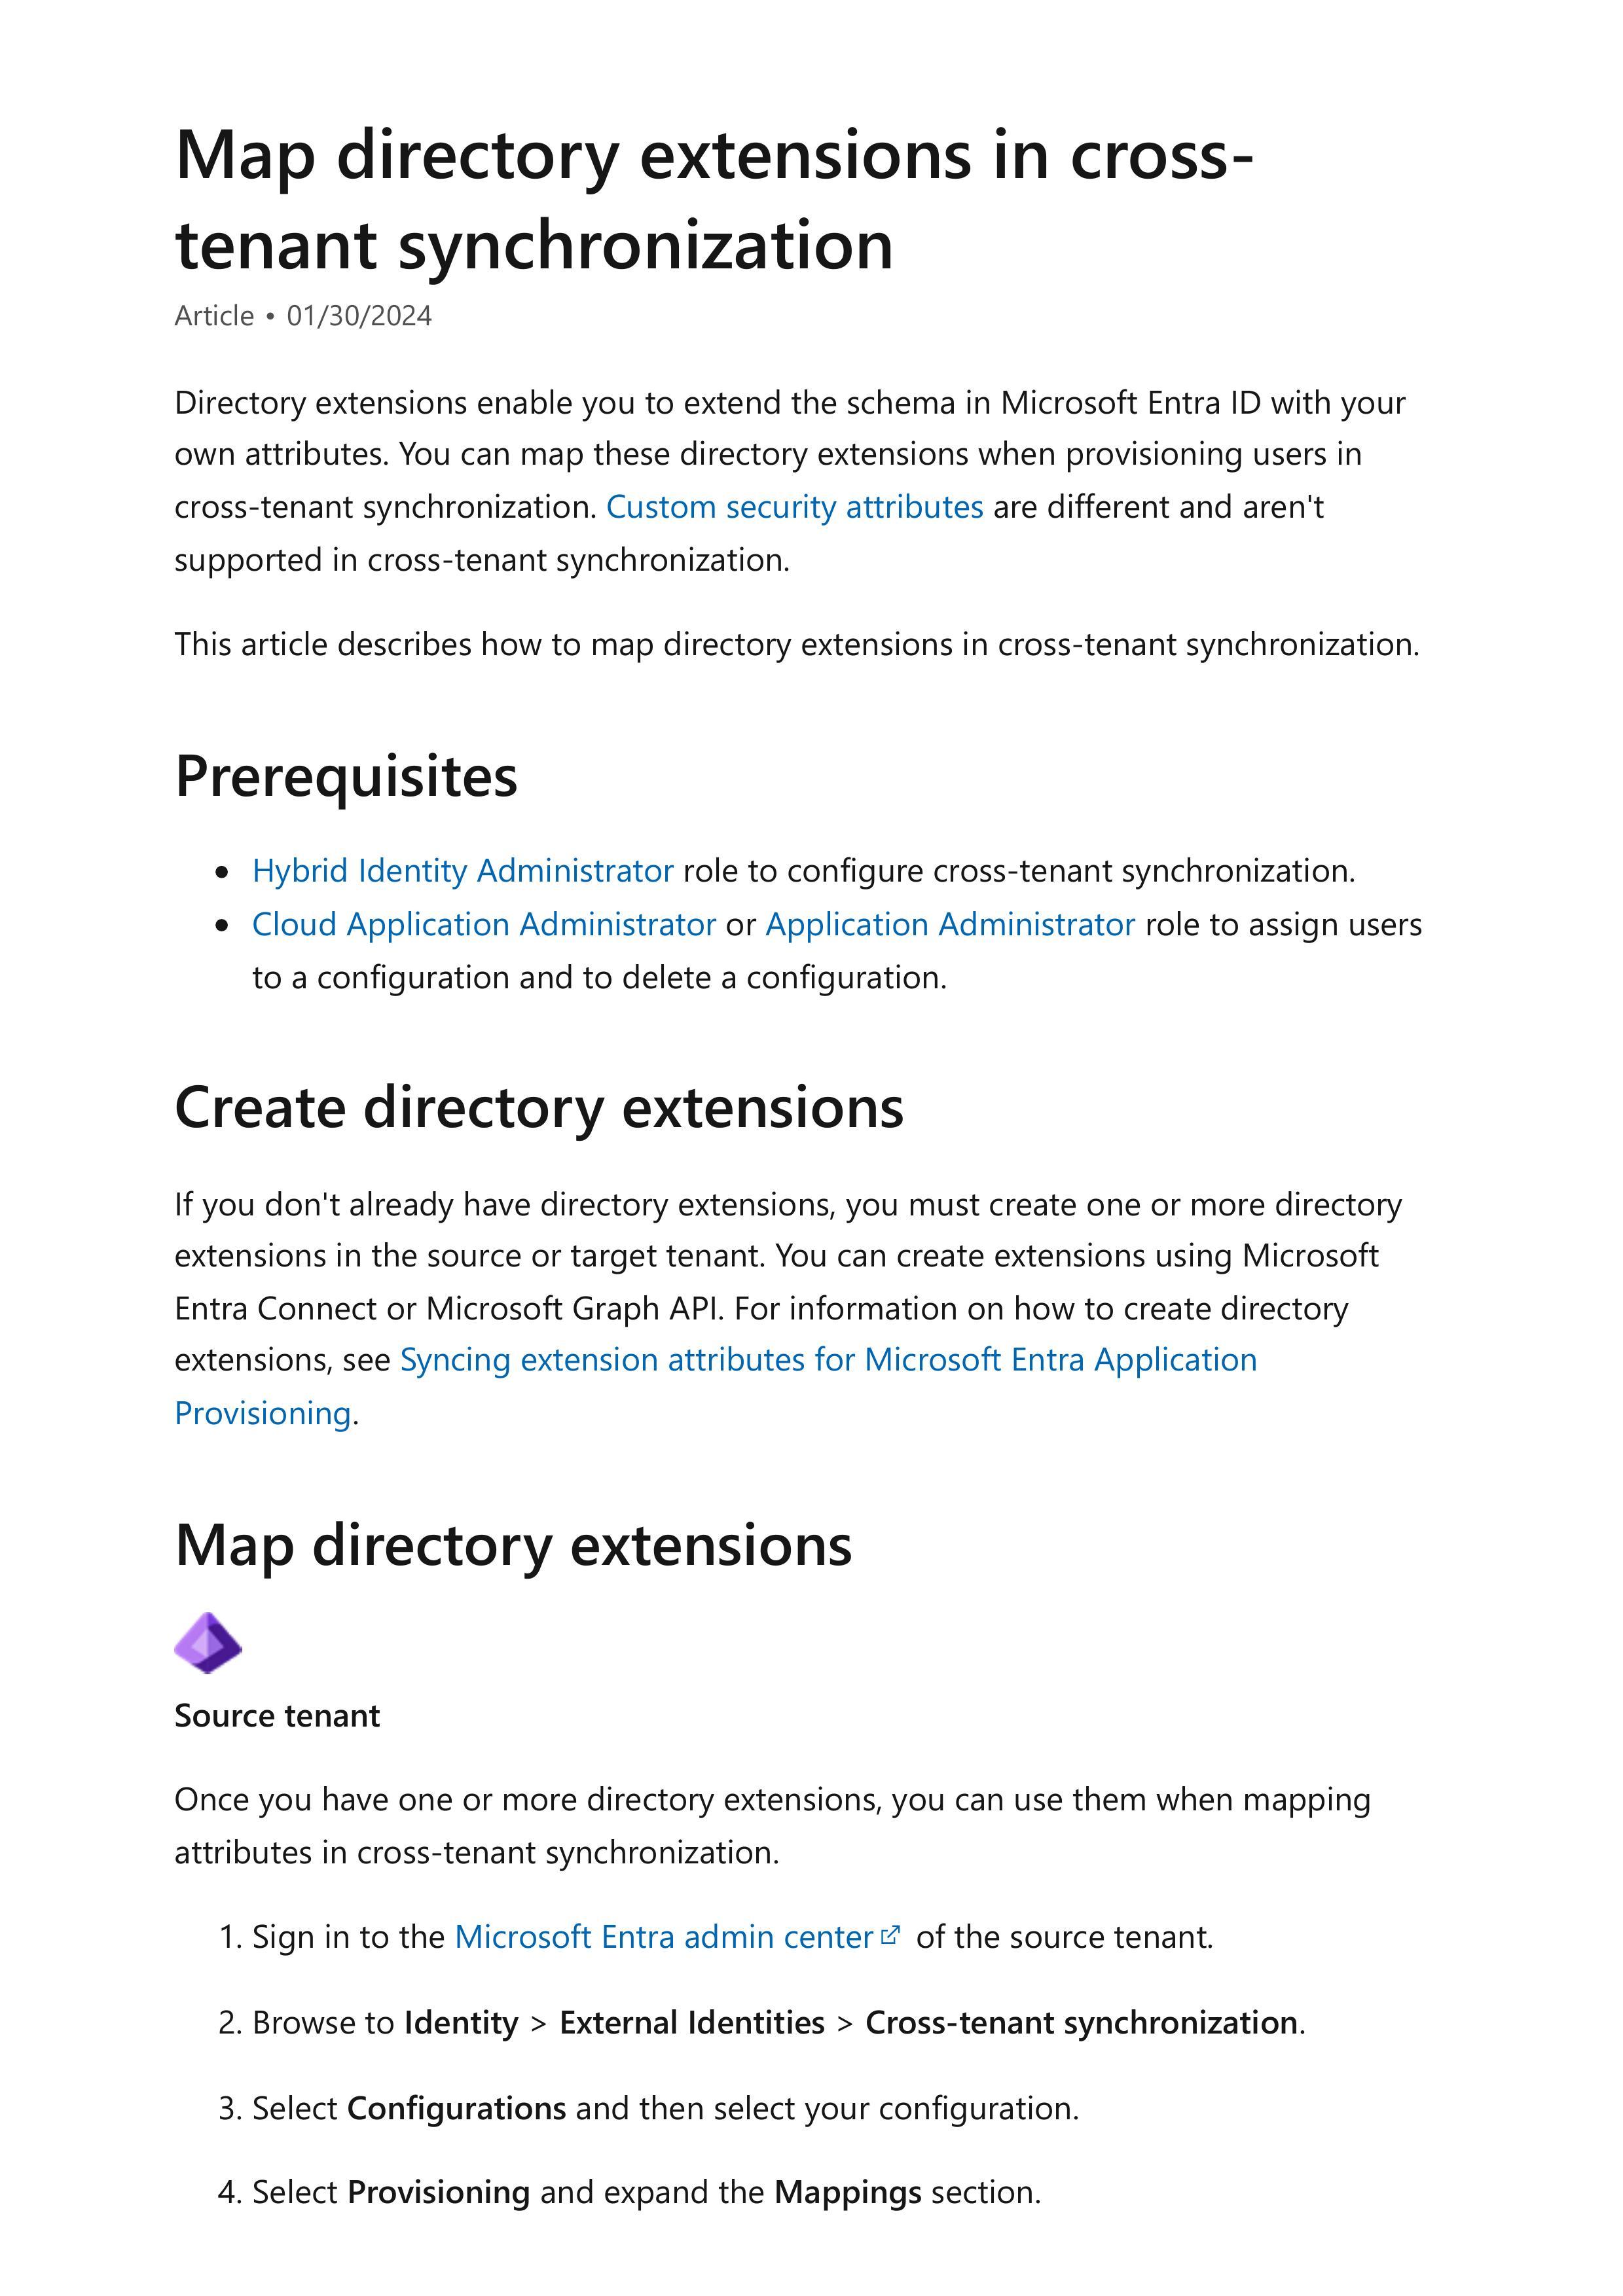 Map directory extensions in cross-
tenant synchronization
Article • 01/30/2024
Directory extensions enable you to extend the schema in Microsoft Entra ID with your
own attributes. You can map these directory extensions when provisioning users in
cross-tenant synchronization. Custom security attributes are different and aren't
supported in cross-tenant synchronization.
This article describes how to map directory extensions in cross-tenant synchronization.
Prerequisites
• Hybrid Identity Administrator role to configure cross-tenant synchronization.
• Cloud Application Administrator or Application Administrator role to assign users
to a configuration and to delete a configuration.
Create directory extensions
If you don't already have directory extensions, you must create one or more directory
extensions in the source or target tenant. You can create extensions using Microsoft
Entra Connect or Microsoft Graph API. For information on how to create directory
extensions, see Syncing extension attributes for Microsoft Entra Application
Provisioning.
Map directory extensions
Source tenant
Once you have one or more directory extensions, you can use them when mapping
attributes in cross-tenant synchronization.
1. Sign in to the Microsoft Entra admin center of the source tenant.
2. Browse to Identity > External Identities > Cross-tenant synchronization.
3. Select Configurations and then select your configuration.
4. Select Provisioning and expand the Mappings section.